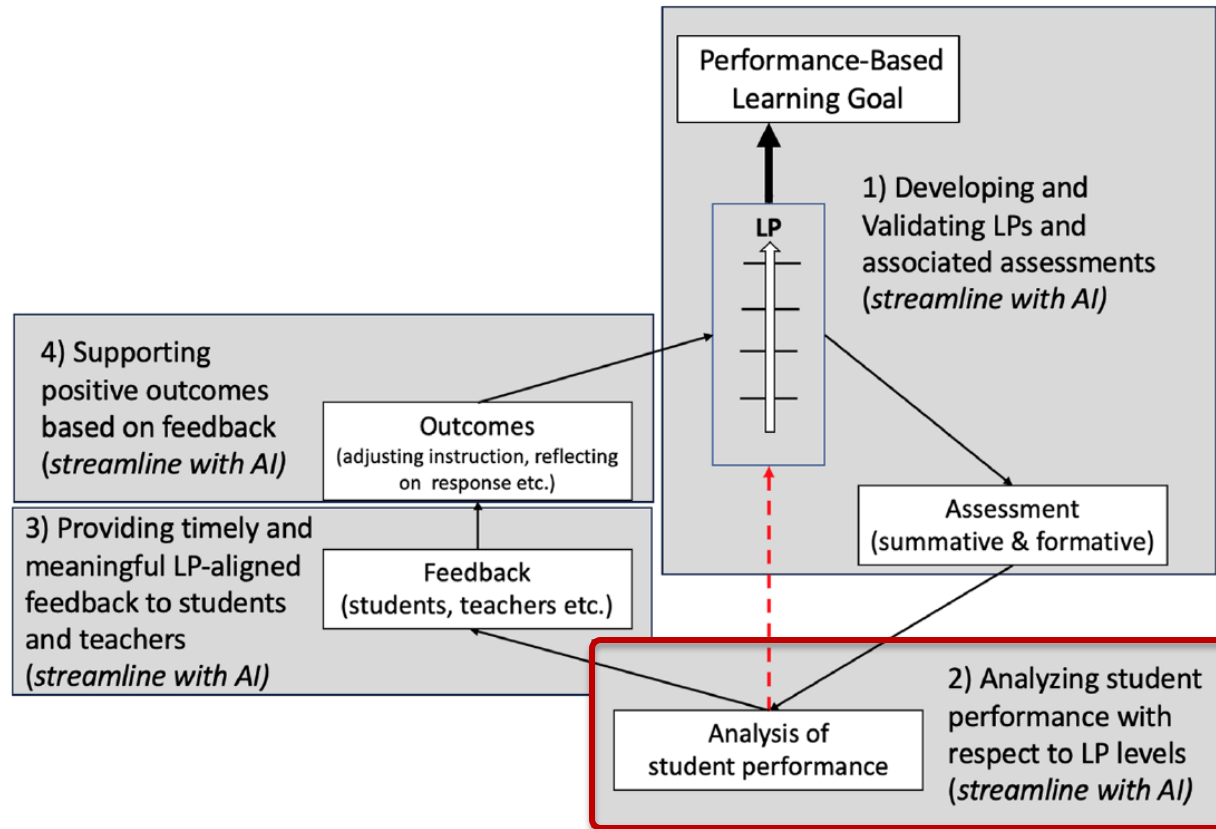 Performance-Based
Learning Goal
1) Developing and
Validating LPs and
associated assessments
(streamline with AI)
LP
4) Supporting
positive outcomes
based on feedback
(streamline with AI)
Outcomes
(adjusting instruction, reflecting
on response etc.)
Assessment
(summative & formative)
3) Providing timely and
meaningful LP-aligned
feedback to students
and teachers
(streamline with AI)
Feedback
(students, teachers etc.)
2) Analyzing student
performance with
respect to LP levels
(streamline with AI)
Analysis of
student performance